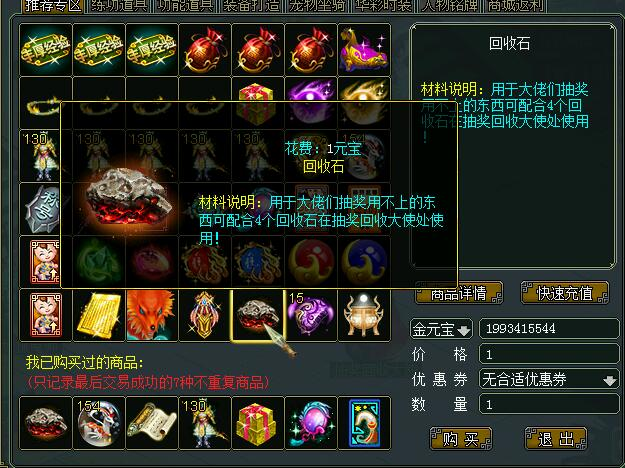 推荐专区 练功道具 功能道具 装备打造 宠物坐骑 华彩时装 人物铭牌 商城返利
丰厚经验 丰厚经验 丰厚经验
回收石
材料说明：用于大佬们抽奖
用不上的东西可配合4个回
收石在抽奖回收大使处使用
！
130 130 130 130
花费：1元宝
回收石
材料说明：用于大佬们抽奖用不上的东
西可配合4个回收石在抽奖回收大使处使
用！
商品详情 快速充值
15
金元宝 1993415544
我已购买过的商品：
价 格 1
(只记录最后交易成功的7种不重复商品)
优 惠 券 无合适优惠券
154 130
数 量 1
购 买 退 出